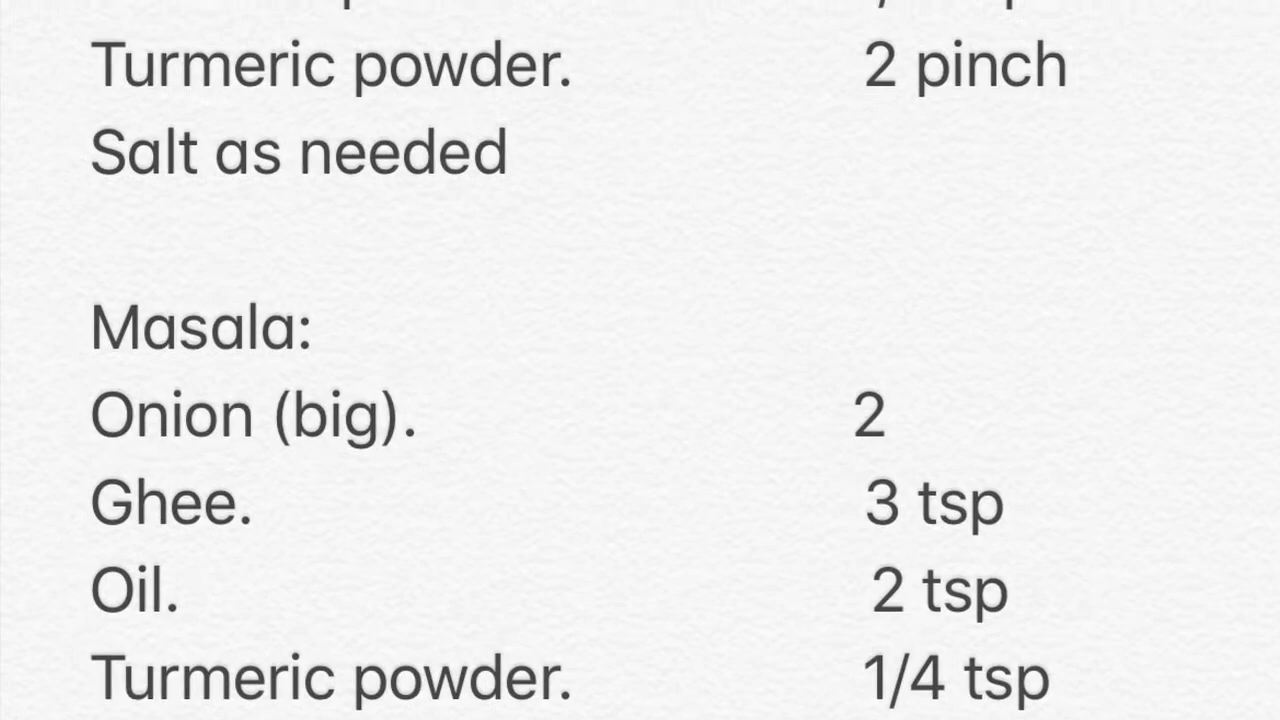 Turmeric powder. 2 pinch
Salt as needed
Masala:
Onion (big). 2
Ghee. 3 tsp
Oil. 2 tsp
Turmeric powder. 1/4 tsp